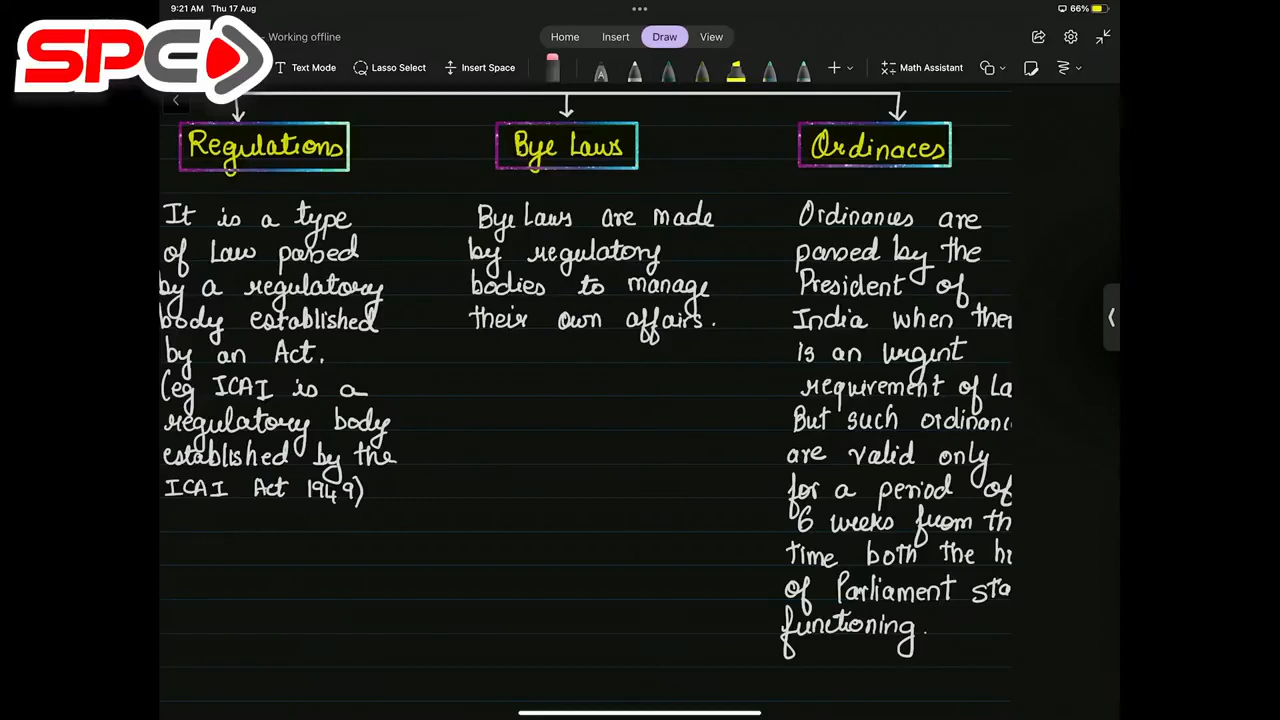 9:21 AM Thu 17 Aug
66%
SPC
- Working offline
Home Insert Draw View
Text Mode Lasso Select Insert Space Math Assistant
Regulations
It is a type
of Law passed
by a regulatory
body established
by an Act.
(eg ICAI is a
regulatory body
established by the
ICAI Act 1949)
Bye Laws
Bye Laws are made
by regulatory
bodies to manage
their own affairs.
Ordinaces
Ordinances are
passed by the
President of
India when ther
is an urgent
requirement of La
But such ordinanc
are valid only
for a period of
6 weeks from th
time both the h
of Parliament sta
functioning.